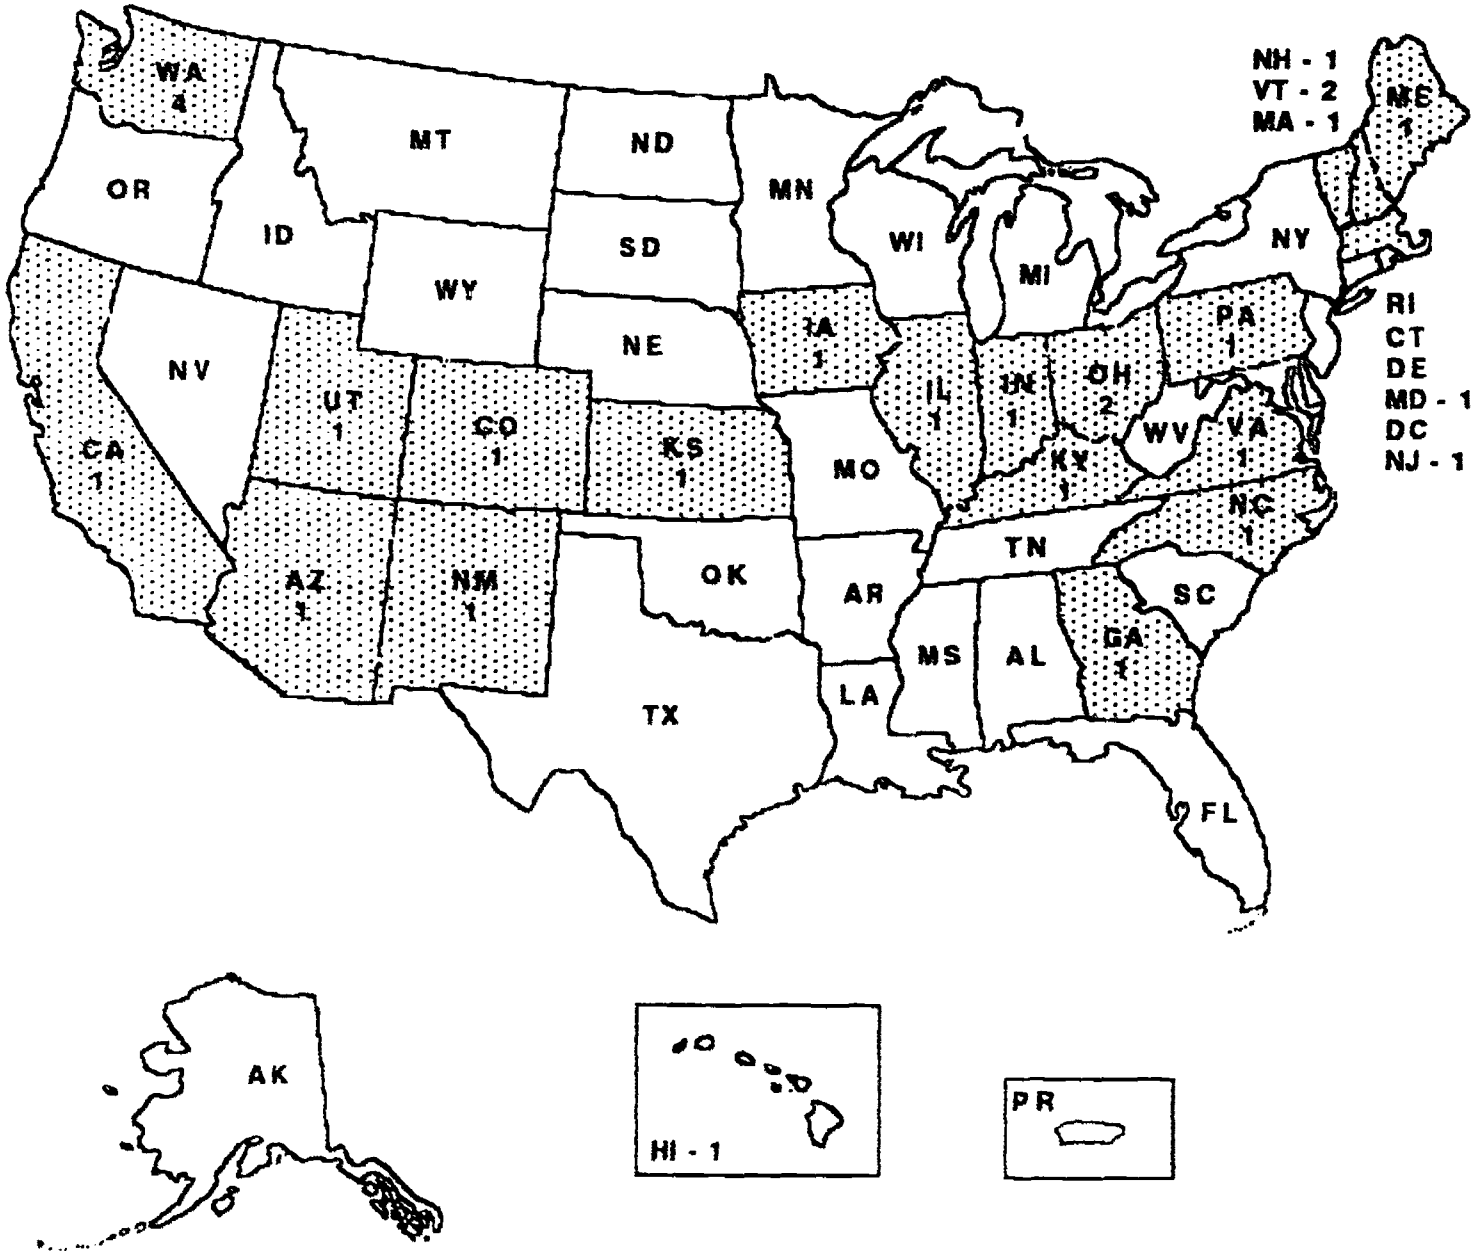 NH - 1
VT - 2
MA - 1
ME
1
WA
4
MT
ND
MN
OR
ID
SD
WI
MI
NY
WY
RI
CT
DE
MD - 1
DC
NJ - 1
NV
UT
1
CO
1
NE
KS
1
IA
1
IL
1
IN
1
OH
2
PA
1
CA
1
MO
KY
1
WV
VA
1
NC
1
AZ
1
NM
1
OK
AR
TN
SC
MS
AL
GA
1
TX
LA
FL
AK
HI - 1
PR